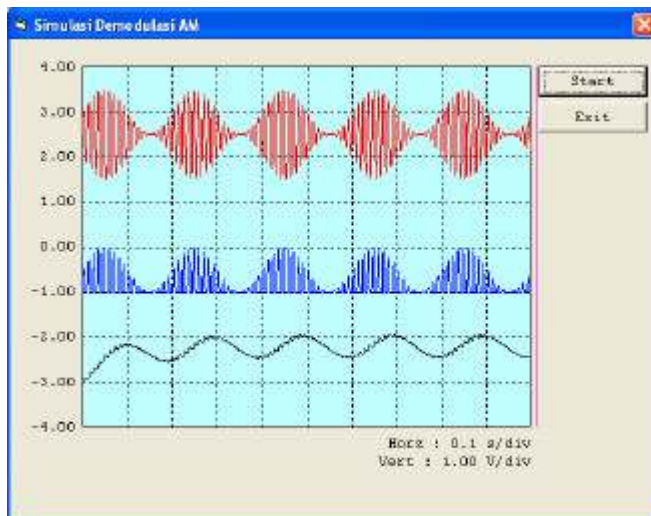 Simulasi Demodulasi AM
4.00
3.00
2.00
1.00
0.00
-1.00
-2.00
-3.00
-4.00
Start
Exit
Horz : 0.1 s/div
Vert : 1.00 V/div